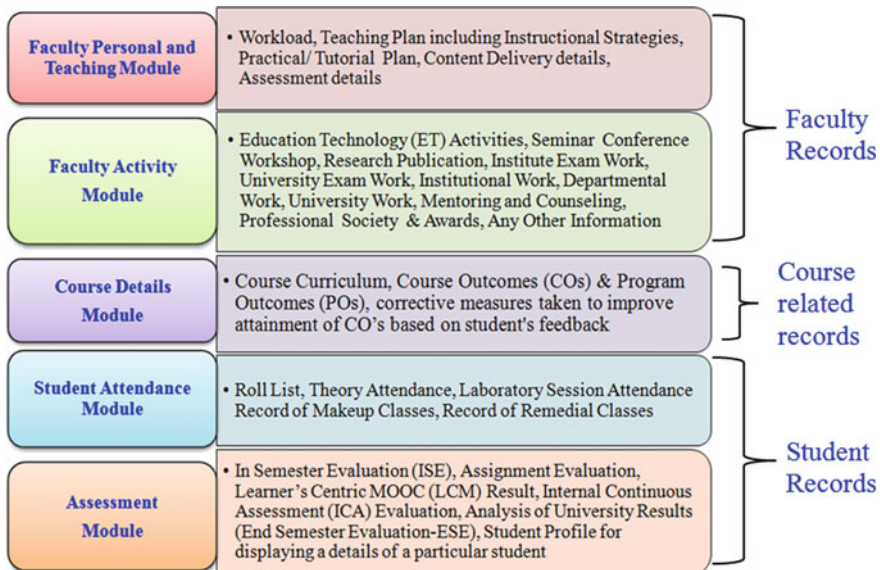 Faculty Personal and
Teaching Module
• Workload, Teaching Plan including Instructional Strategies,
Practical/ Tutorial Plan, Content Delivery details,
Assessment details
Faculty Activity
Module
• Education Technology (ET) Activities, Seminar Conference
Workshop, Research Publication, Institute Exam Work,
University Exam Work, Institutional Work, Departmental
Work, University Work, Mentoring and Counseling,
Professional Society & Awards, Any Other Information
Faculty
Records
Course Details
Module
• Course Curriculum, Course Outcomes (COs) & Program
Outcomes (POs), corrective measures taken to improve
attainment of CO's based on student's feedback
Course
related
records
Student Attendance
Module
• Roll List, Theory Attendance, Laboratory Session Attendance
Record of Makeup Classes, Record of Remedial Classes
Assessment
Module
• In Semester Evaluation (ISE), Assignment Evaluation,
Learner's Centric MOOC (LCM) Result, Internal Continuous
Assessment (ICA) Evaluation, Analysis of University Results
(End Semester Evaluation-ESE), Student Profile for
displaying a details of a particular student
Student
Records